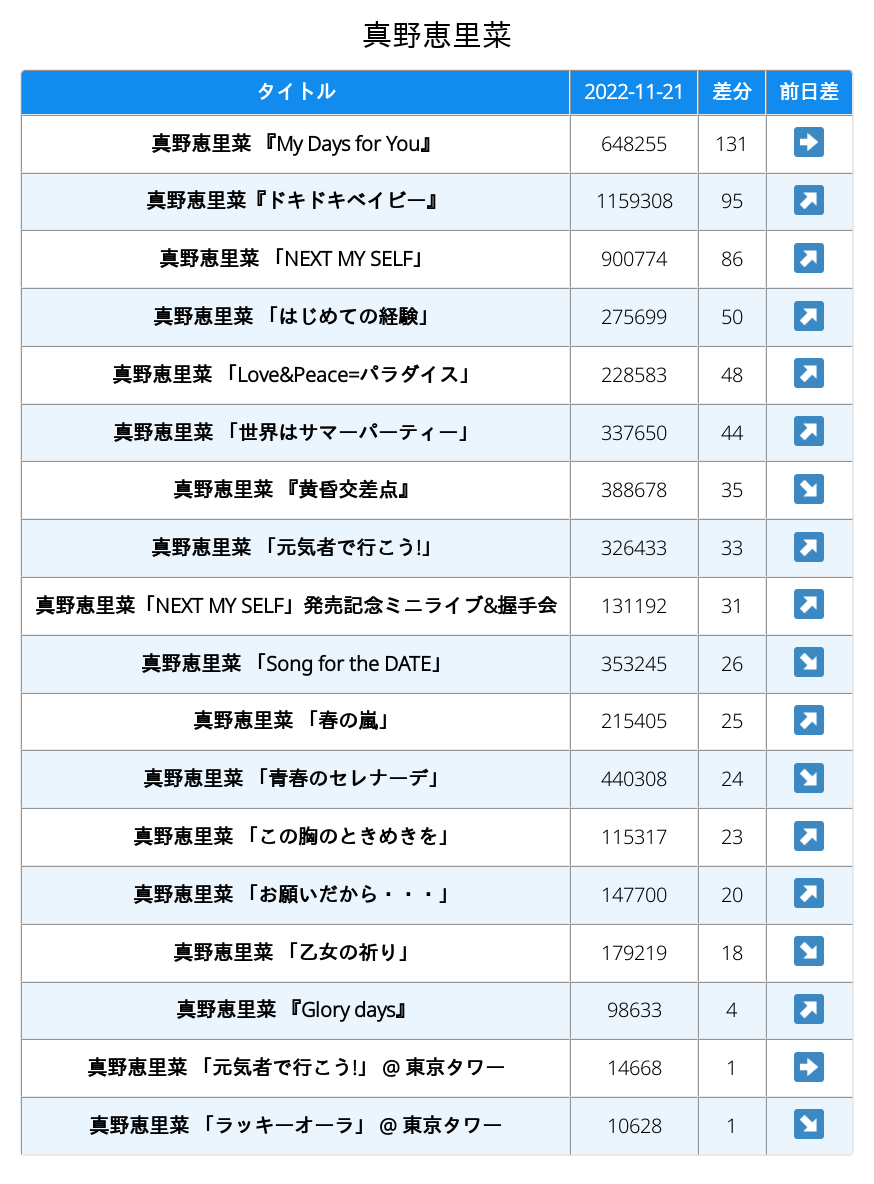 真野恵里菜
タイトル 2022-11-21 差分 前日差
真野恵里菜 『My Days for You』 648255 131 ➡
真野恵里菜『ドキドキベイビー』 1159308 95 ↗
真野恵里菜 「NEXT MY SELF」 900774 86 ↗
真野恵里菜 「はじめての経験」 275699 50 ↗
真野恵里菜 「Love&Peace=パラダイス」 228583 48 ↗
真野恵里菜 「世界はサマーパーティー」 337650 44 ↗
真野恵里菜 『黄昏交差点』 388678 35 ↘
真野恵里菜 「元気者で行こう!」 326433 33 ↗
真野恵里菜「NEXT MY SELF」発売記念ミニライブ&握手会 131192 31 ↗
真野恵里菜 「Song for the DATE」 353245 26 ↘
真野恵里菜 「春の嵐」 215405 25 ↗
真野恵里菜 「青春のセレナーデ」 440308 24 ↘
真野恵里菜 「この胸のときめきを」 115317 23 ↗
真野恵里菜 「お願いだから・・・」 147700 20 ↗
真野恵里菜 「乙女の祈り」 179219 18 ↘
真野恵里菜 『Glory days』 98633 4 ↗
真野恵里菜 「元気者で行こう!」 @ 東京タワー 14668 1 ➡
真野恵里菜 「ラッキーオーラ」 @ 東京タワー 10628 1 ↘